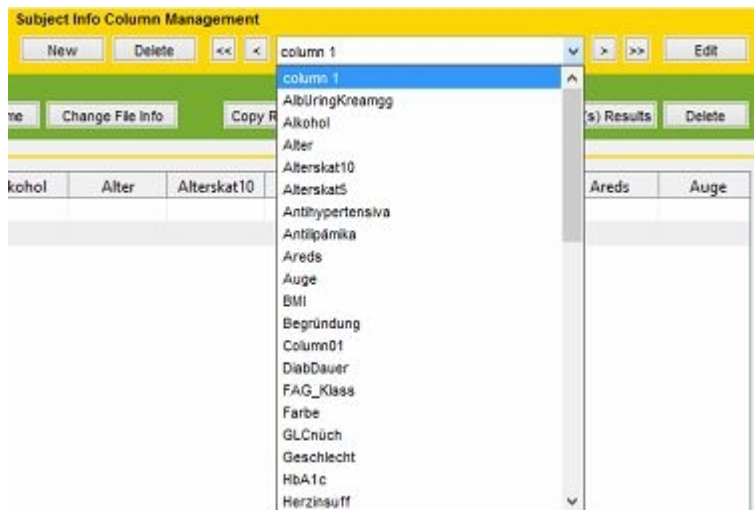 Subject Info Column Management
New Delete << < column 1 > >> Edit
column 1
AlbUringKreamgg
me Change File Info Copy R (s) Results Delete
Alkohol
Alter
Alterskat10
kohol Alter Alterskat10 Areds Auge
Alterskat5
Antihypertensiva
Antilipämika
Areds
Auge
BMI
Begründung
Column01
DiabDauer
FAG_Klass
Farbe
GLCnüch
Geschlecht
HbA1c
Herzinsuff